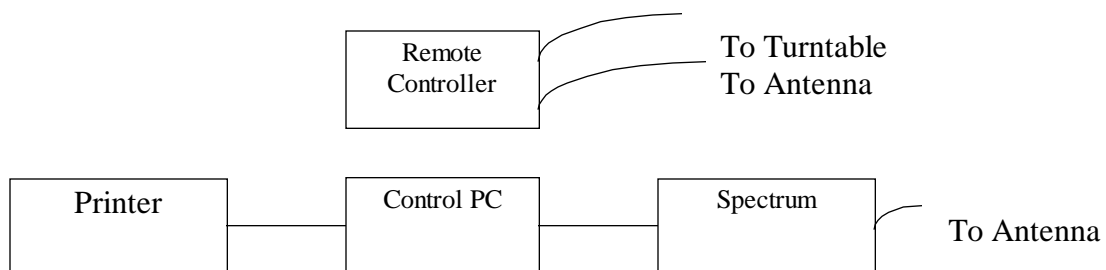 Remote
Controller
To Turntable
To Antenna
Printer
Control PC
Spectrum
To Antenna